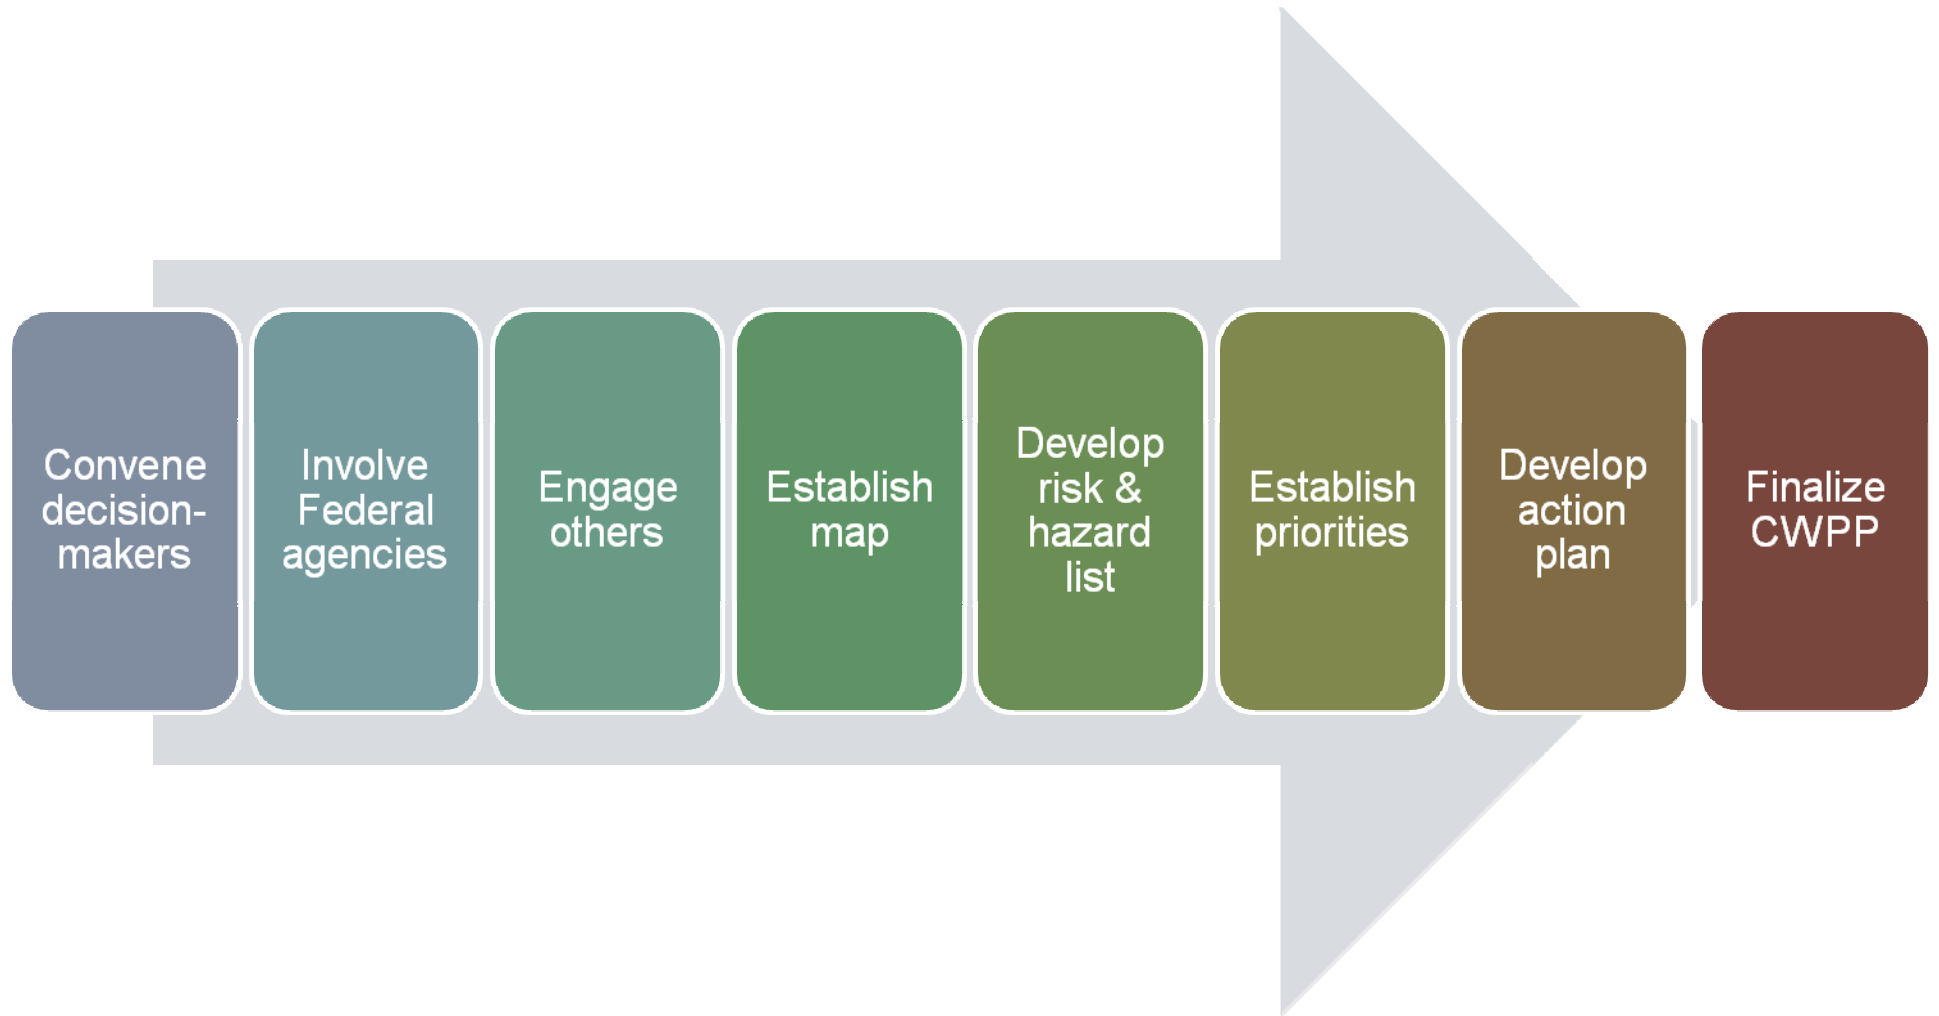 Convene
decision-
makers
Involve
Federal
agencies
Engage
others
Establish
map
Develop
risk &
hazard
list
Establish
priorities
Develop
action
plan
Finalize
CWPP